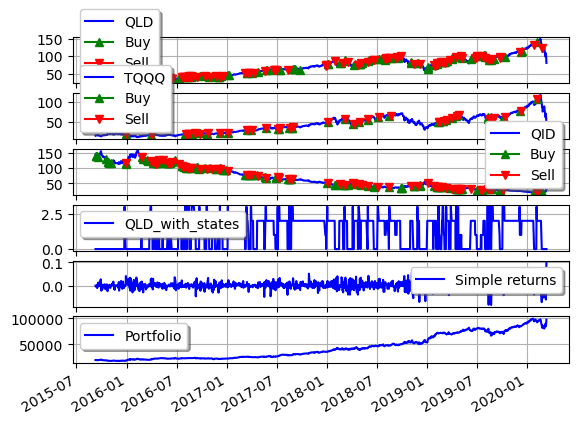 QLD
Buy
Sell
150
100
50
TQQQ
Buy
Sell
100
50
QID
Buy
Sell
150
100
50
2.5
0.0
QLD_with_states
0.1
0.0
Simple returns
100000
50000
Portfolio
2015-07
2016-01
2016-07
2017-01
2017-07
2018-01
2018-07
2019-01
2019-07
2020-01